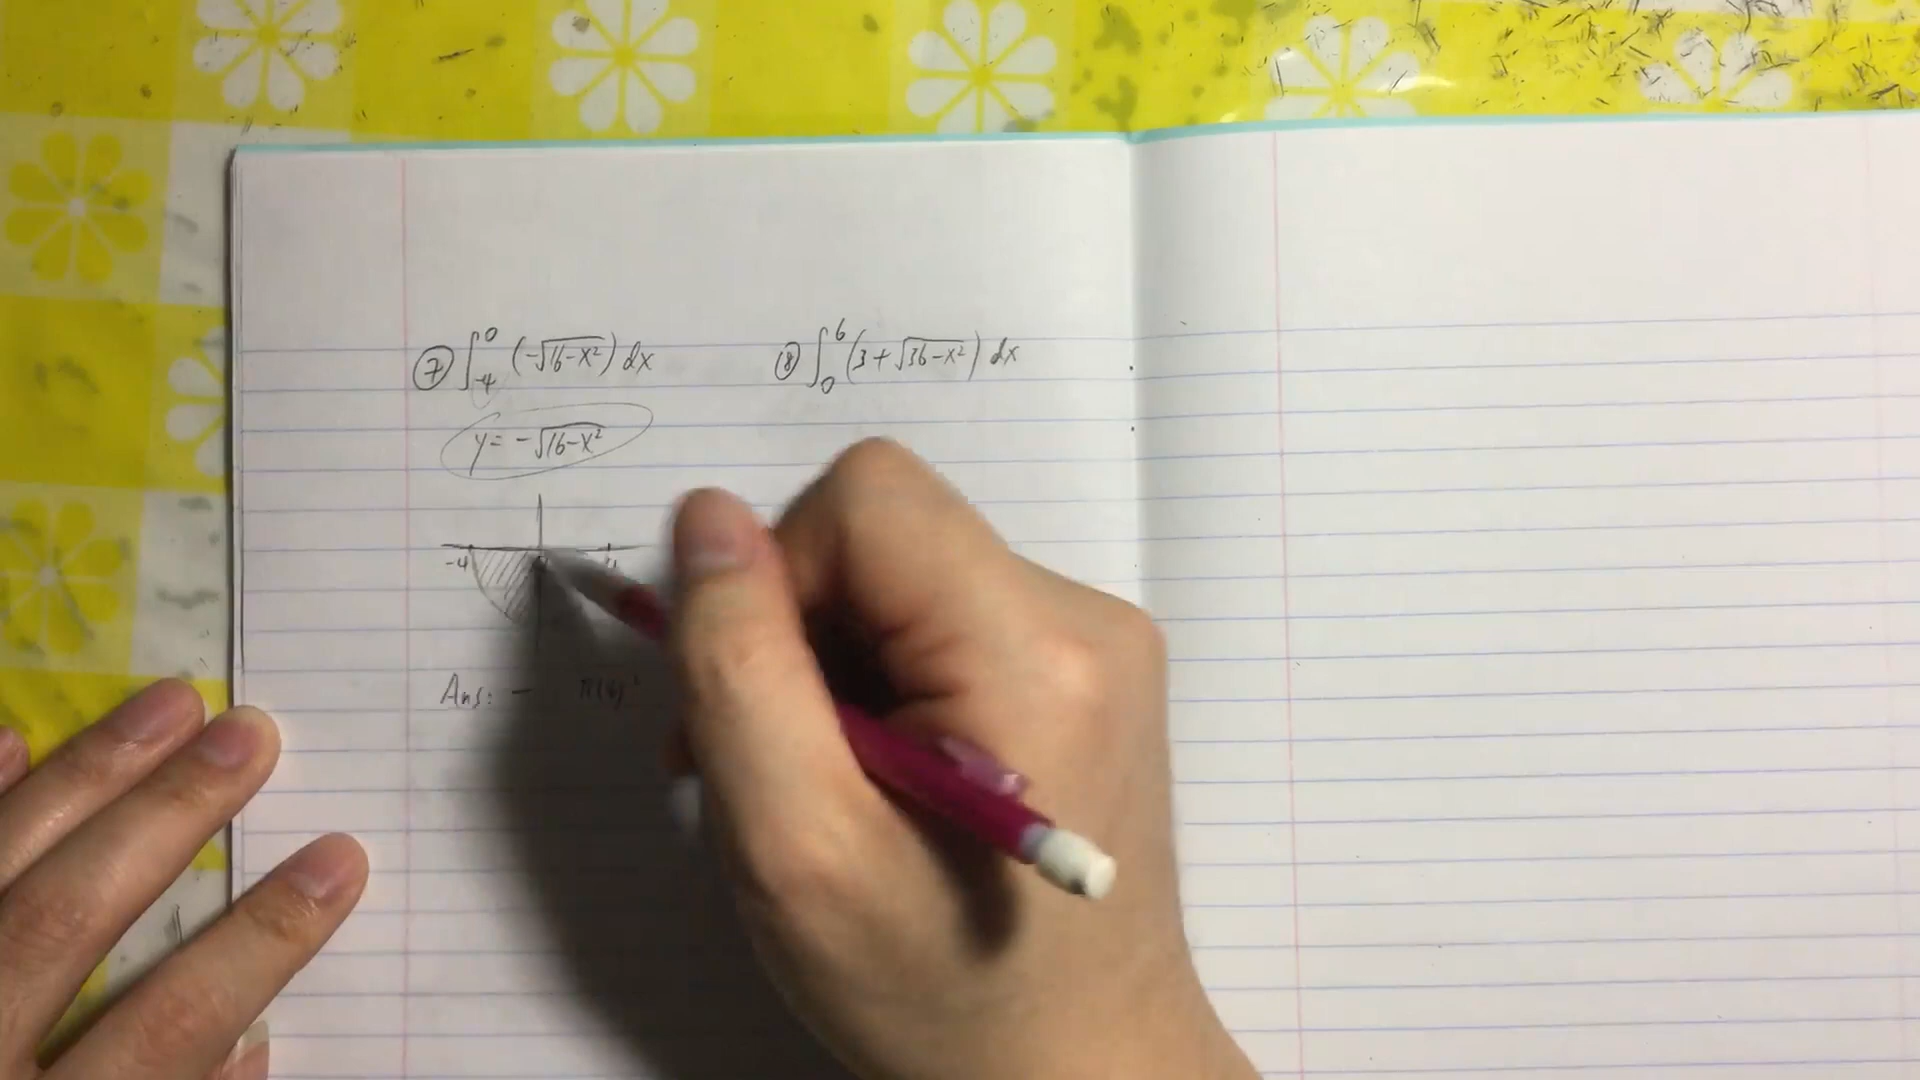 ⑦ ∫₋₄⁰ (-√(16-x²)) dx
⑧ ∫₀⁶ (3+√(36-x²)) dx
y = -√(16-x²)
-4
Ans: - π(4)²